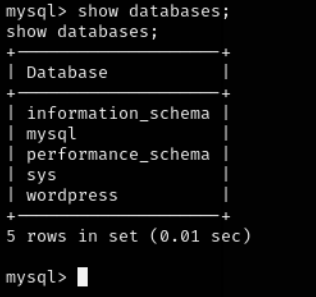 mysql> show databases;
show databases;
+--------------------+
| Database           |
+--------------------+
| information_schema |
| mysql              |
| performance_schema |
| sys                |
| wordpress          |
+--------------------+
5 rows in set (0.01 sec)
mysql>